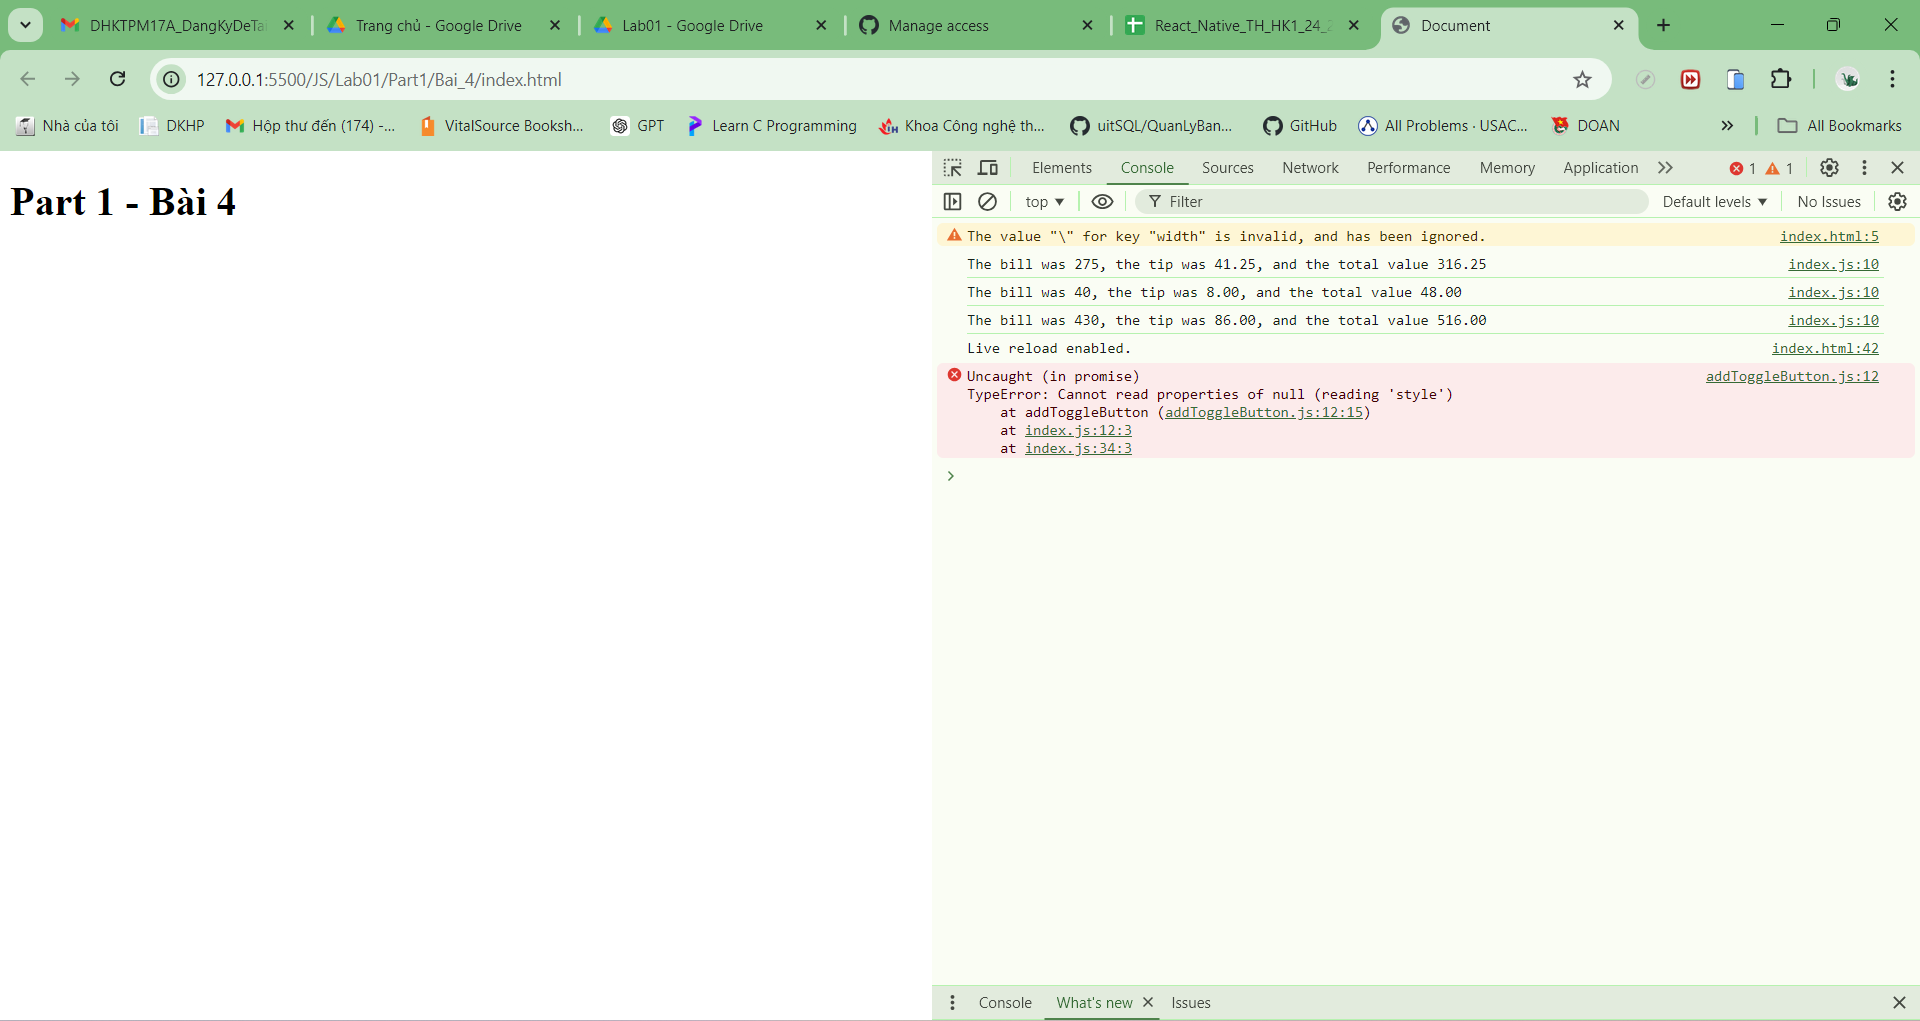 DHKTPM17A_DangKyDeTa
Trang chủ - Google Drive
Lab01 - Google Drive
Manage access
React_Native_TH_HK1_24_2
Document
127.0.0.1:5500/JS/Lab01/Part1/Bai_4/index.html
Nhà của tôi
DKHP
Hộp thư đến (174) -...
VitalSource Booksh...
GPT
Learn C Programming
Khoa Công nghệ th...
uitSQL/QuanLyBan...
GitHub
All Problems · USAC...
DOAN
All Bookmarks
Part 1 - Bài 4
Elements
Console
Sources
Network
Performance
Memory
Application
1
1
top
Filter
Default levels
No Issues
The value "\" for key "width" is invalid, and has been ignored. index.html:5
The bill was 275, the tip was 41.25, and the total value 316.25 index.js:10
The bill was 40, the tip was 8.00, and the total value 48.00 index.js:10
The bill was 430, the tip was 86.00, and the total value 516.00 index.js:10
Live reload enabled. index.html:42
Uncaught (in promise) addToggleButton.js:12
TypeError: Cannot read properties of null (reading 'style')
at addToggleButton (addToggleButton.js:12:15)
at index.js:12:3
at index.js:34:3
Console
What's new
Issues